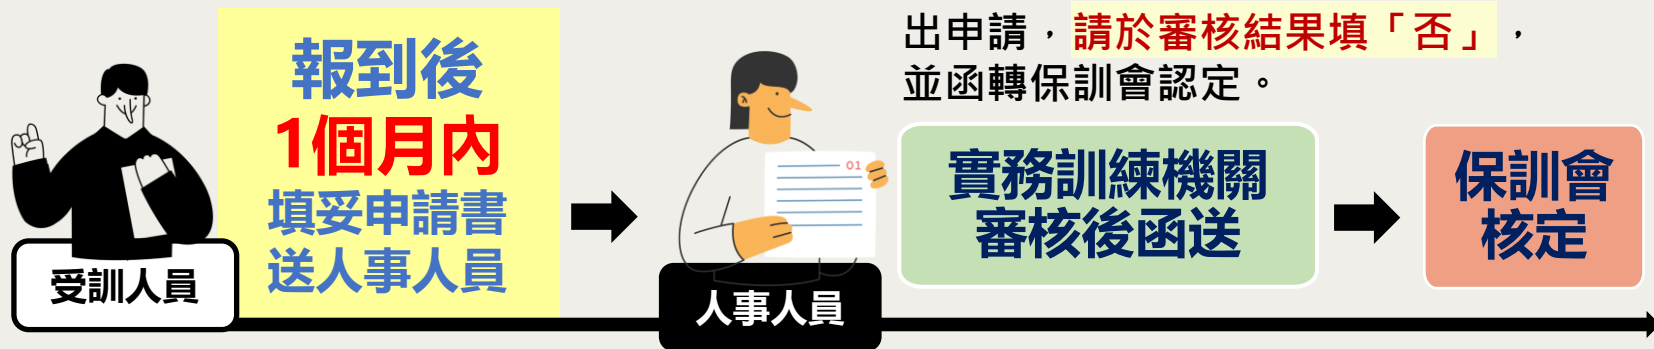 出申請，請於審核結果填「否」，
並函轉保訓會認定。
報到後
1個月內
填妥申請書
送人事人員
受訓人員
01
人事人員
實務訓練機關
審核後函送
保訓會
核定